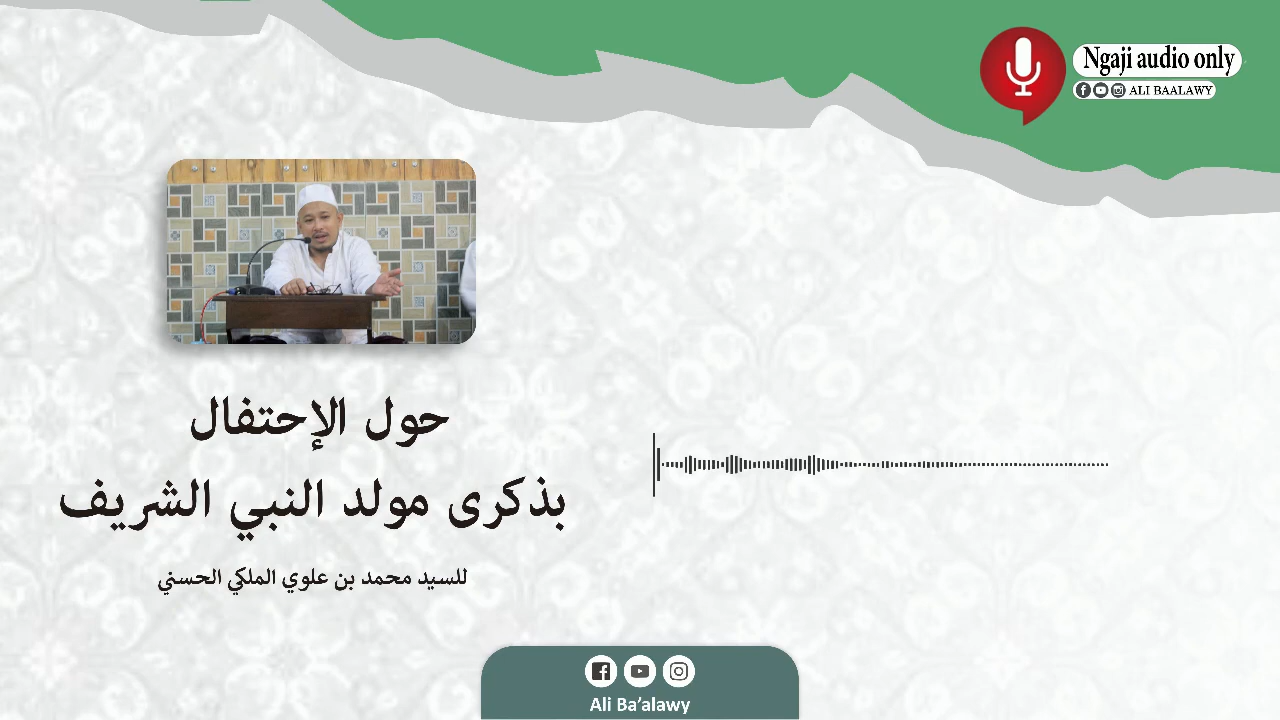 Ngaji audio only
ALI BAALAWY
حول الإحتفال
بذكرى مولد النبي الشريف
للسيد محمد بن علوي الملكي الحسني
Ali Ba'alawy